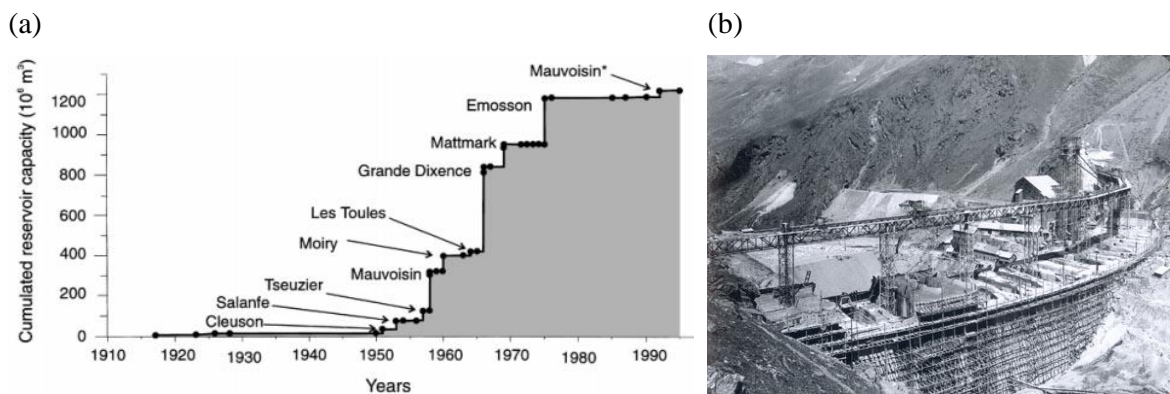 (a)
(b)
Cumulated reservoir capacity (10⁶ m³)
1200
1000
800
600
400
200
0
Mauvoisin*
Emosson
Mattmark
Grande Dixence
Les Toules
Moiry
Mauvoisin
Tseuzier
Salanfe
Cleuson
1910
1920
1930
1940
1950
1960
1970
1980
1990
Years